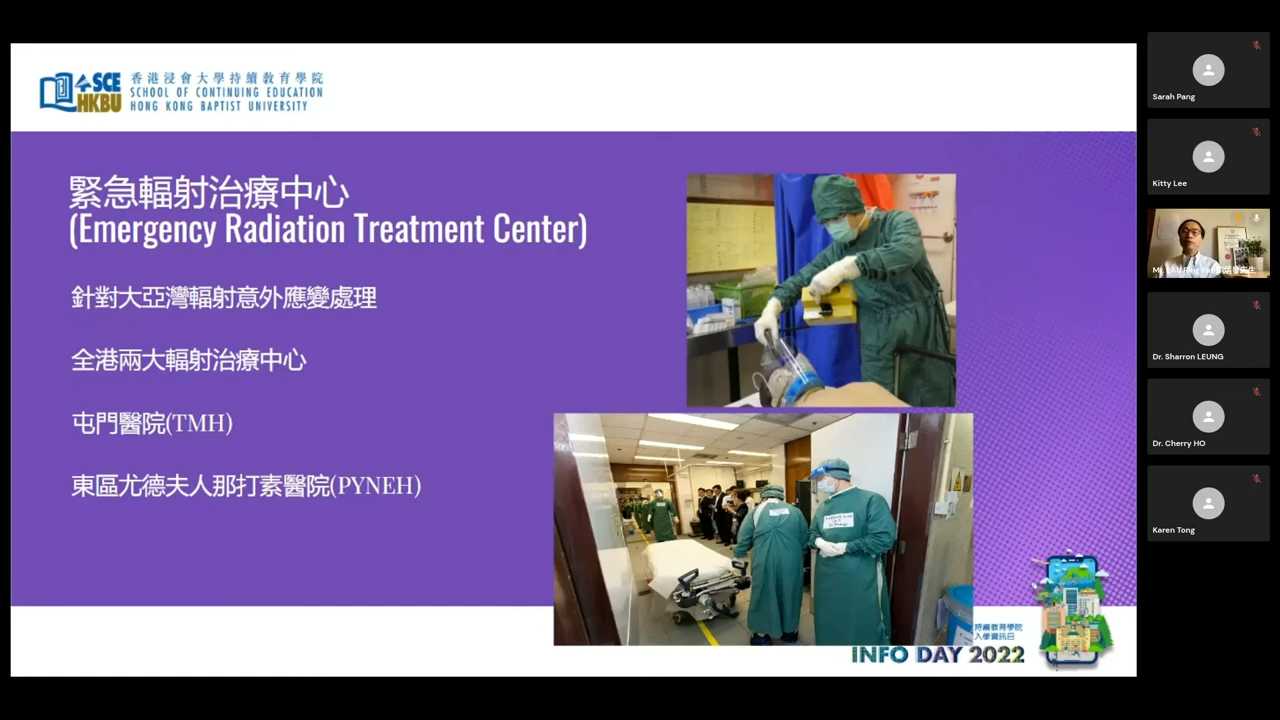 SCE
HKBU
香港浸會大學持續教育學院
SCHOOL OF CONTINUING EDUCATION
HONG KONG BAPTIST UNIVERSITY
緊急輻射治療中心
(Emergency Radiation Treatment Center)
針對大亞灣輻射意外應變處理
全港兩大輻射治療中心
屯門醫院(TMH)
東區尤德夫人那打素醫院(PYNEH)
持續教育學院
入學資訊日
INFO DAY 2022
Sarah Pang
Kitty Lee
Dr. Sharron LEUNG
Dr. Cherry HO
Karen Tong